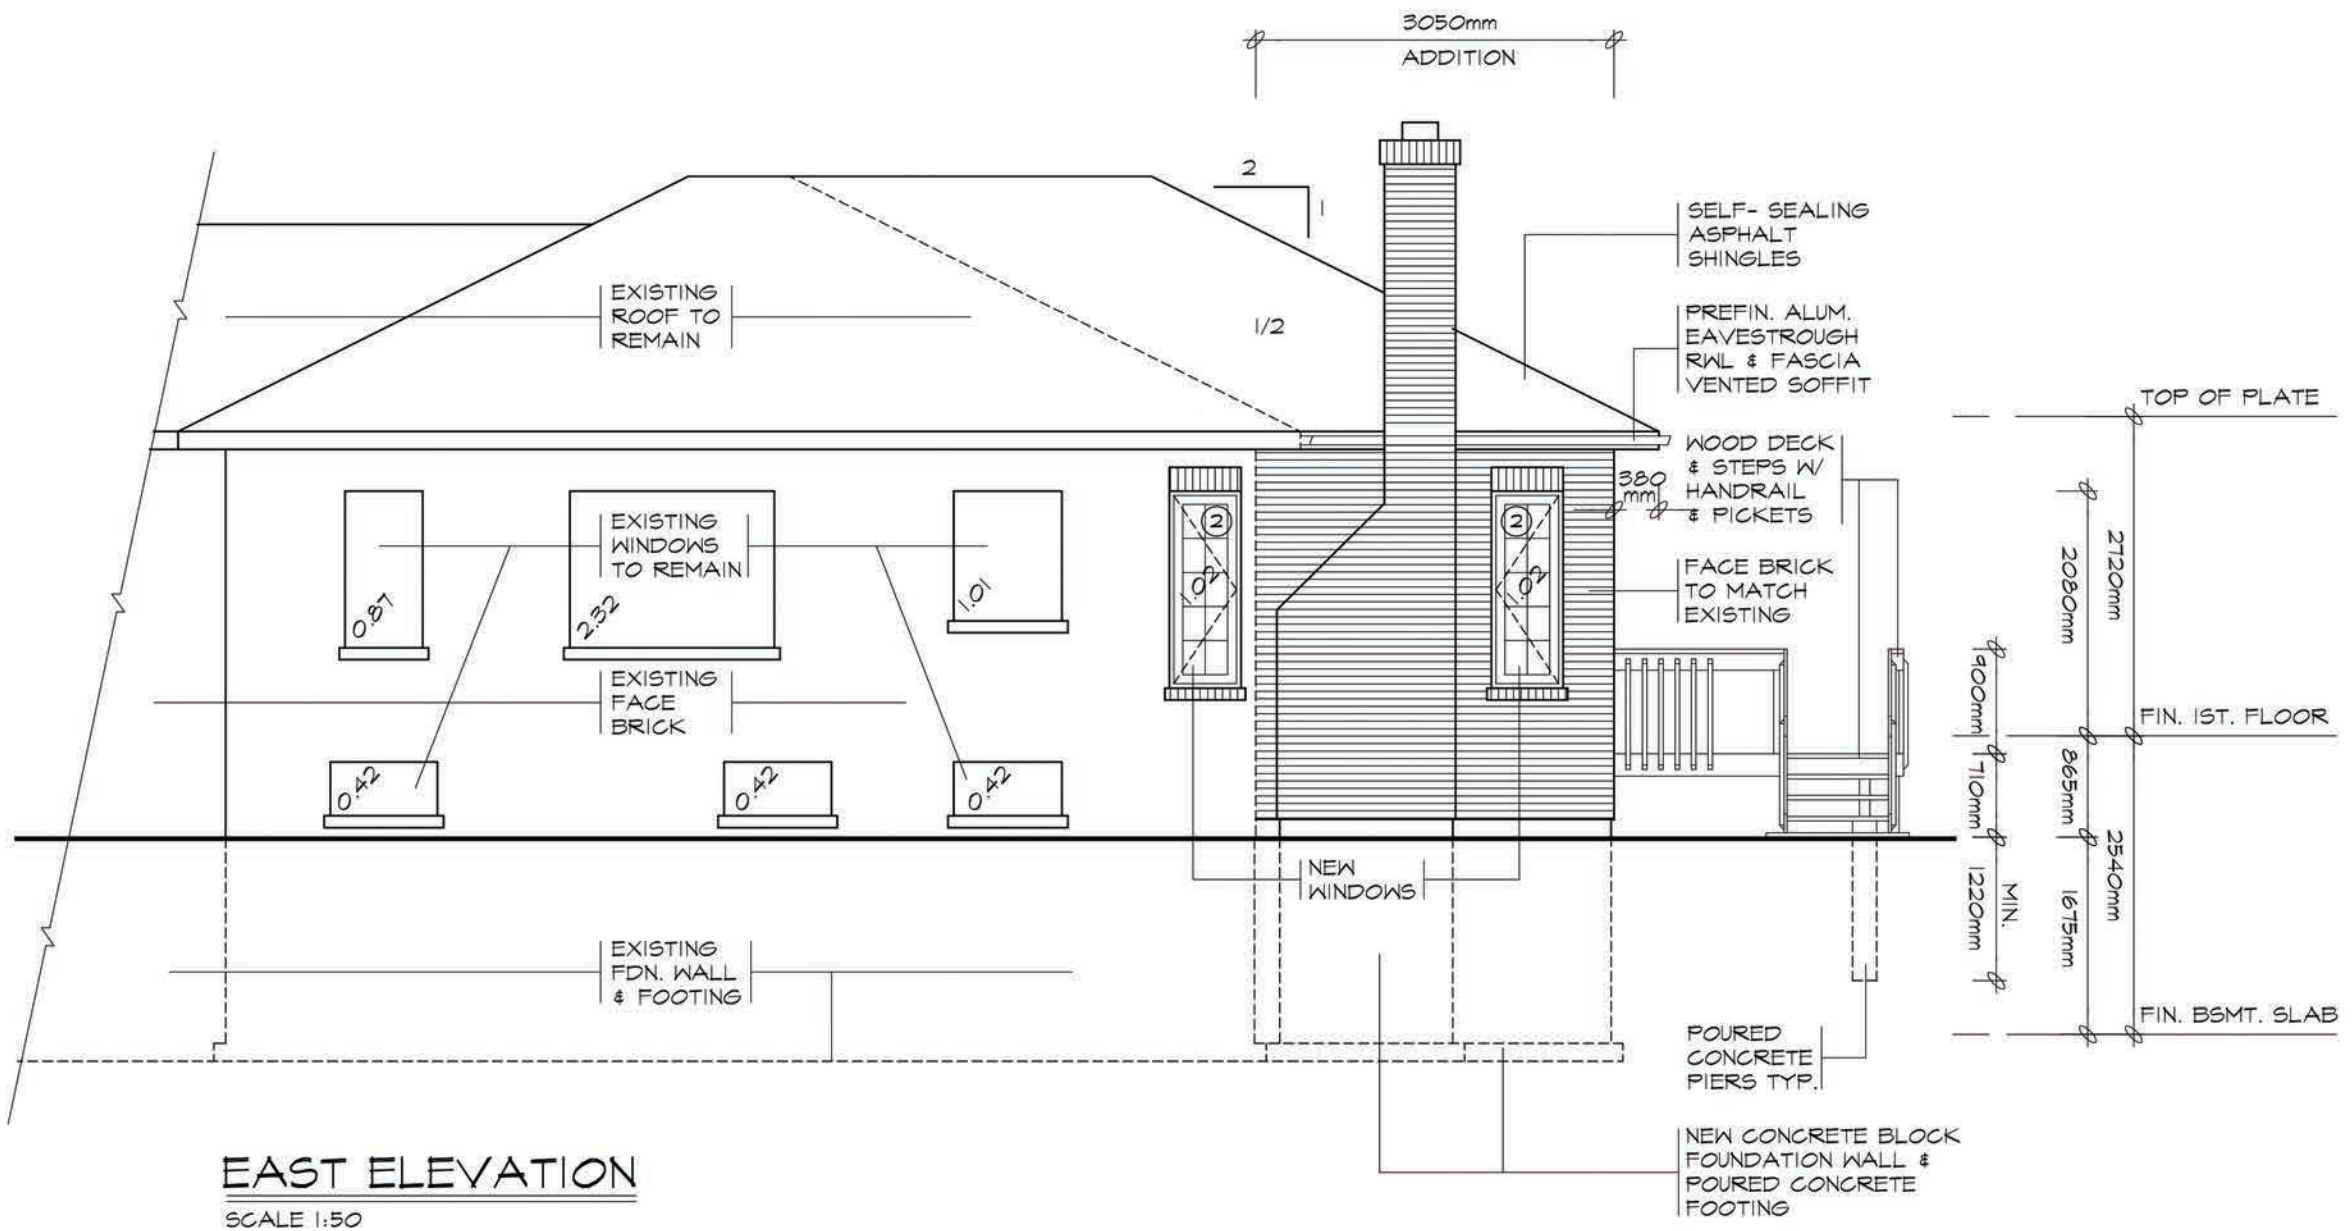 3050mm
ADDITION
2
1
SELF- SEALING
ASPHALT
SHINGLES
EXISTING
ROOF TO
REMAIN
1/2
PREFIN. ALUM.
EAVESTROUGH
RWL & FASCIA
VENTED SOFFIT
TOP OF PLATE
WOOD DECK
& STEPS W/
HANDRAIL
& PICKETS
380
mm
EXISTING
WINDOWS
TO REMAIN
0.87
2.32
1.01
2
1.02
2
1.02
FACE BRICK
TO MATCH
EXISTING
2720mm
2080mm
900mm
EXISTING
FACE
BRICK
FIN. 1ST. FLOOR
0.42
0.42
0.42
710mm
865mm
2540mm
NEW
WINDOWS
MIN.
1220mm
1675mm
EXISTING
FDN. WALL
& FOOTING
FIN. BSMT. SLAB
POURED
CONCRETE
PIERS TYP.
NEW CONCRETE BLOCK
FOUNDATION WALL &
POURED CONCRETE
FOOTING
EAST ELEVATION
SCALE 1:50